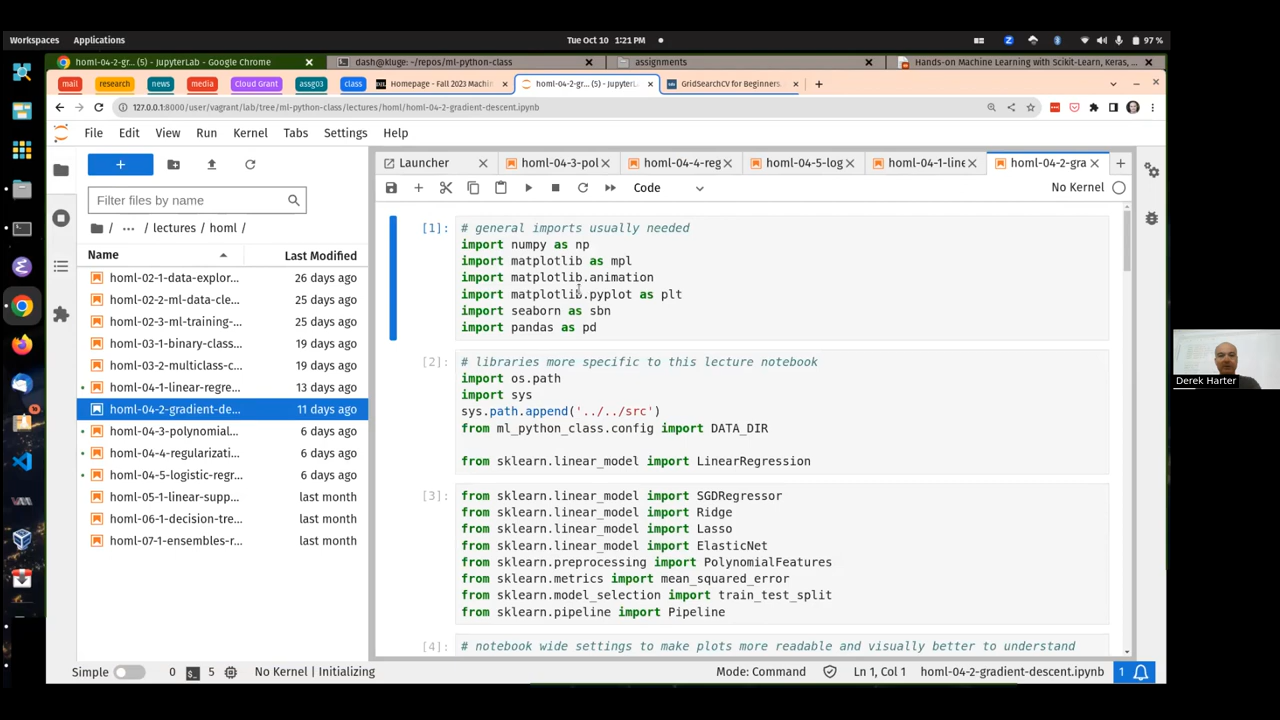 Workspaces Applications Tue Oct 10 1:21 PM 97 %
homl-04-2-gr... (5) - JupyterLab - Google Chrome dash@kluge: ~/repos/ml-python-class assignments Hands-on Machine Learning with Scikit-Learn, Keras,
mail research news media Cloud Grant assg03 class Homepage - Fall 2023 Machin homl-04-2-gr... (5) - JupyterLa GridSearchCV for Beginners
127.0.0.1:8000/user/vagrant/lab/tree/ml-python-class/lectures/homl/homl-04-2-gradient-descent.ipynb
File Edit View Run Kernel Tabs Settings Help
Launcher homl-04-3-pol homl-04-4-reg homl-04-5-log homl-04-1-line homl-04-2-gra
Code No Kernel
Filter files by name
/ ... / lectures / homl /
Name Last Modified
homl-02-1-data-explor... 26 days ago
homl-02-2-ml-data-cle... 25 days ago
homl-02-3-ml-training-... 25 days ago
homl-03-1-binary-class... 19 days ago
homl-03-2-multiclass-c... 19 days ago
homl-04-1-linear-regre... 13 days ago
homl-04-2-gradient-de... 11 days ago
homl-04-3-polynomial... 6 days ago
homl-04-4-regularizati... 6 days ago
homl-04-5-logistic-regr... 6 days ago
homl-05-1-linear-supp... last month
homl-06-1-decision-tre... last month
homl-07-1-ensembles-r... last month
[1]: # general imports usually needed
import numpy as np
import matplotlib as mpl
import matplotlib.animation
import matplotlib.pyplot as plt
import seaborn as sbn
import pandas as pd
[2]: # libraries more specific to this lecture notebook
import os.path
import sys
sys.path.append('../../src')
from ml_python_class.config import DATA_DIR
from sklearn.linear_model import LinearRegression
[3]: from sklearn.linear_model import SGDRegressor
from sklearn.linear_model import Ridge
from sklearn.linear_model import Lasso
from sklearn.linear_model import ElasticNet
from sklearn.preprocessing import PolynomialFeatures
from sklearn.metrics import mean_squared_error
from sklearn.model_selection import train_test_split
from sklearn.pipeline import Pipeline
[4]: # notebook wide settings to make plots more readable and visually better to understand
Derek Harter
Simple 0 5 No Kernel | Initializing Mode: Command Ln 1, Col 1 homl-04-2-gradient-descent.ipynb 1